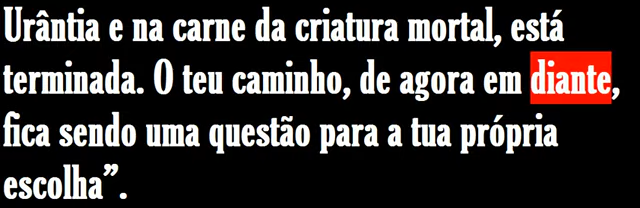 Urântia e na carne da criatura mortal, está
terminada. O teu caminho, de agora em diante,
fica sendo uma questão para a tua própria
escolha”.